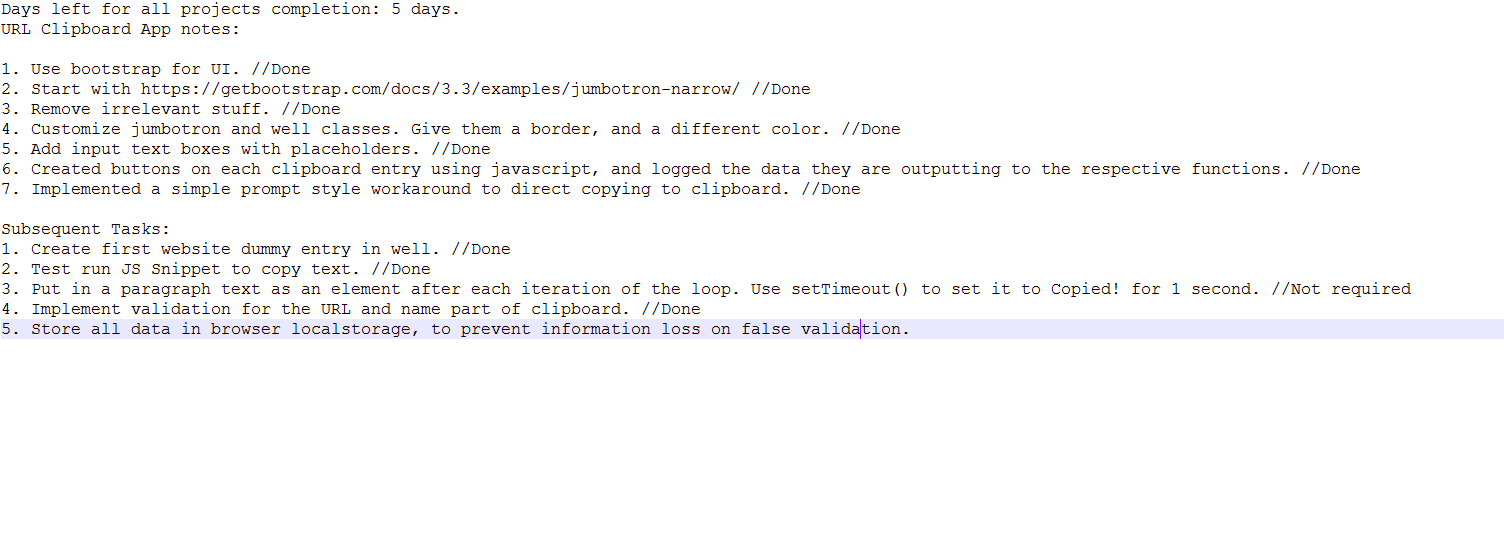 Days left for all projects completion: 5 days.
URL Clipboard App notes:
1. Use bootstrap for UI. //Done
2. Start with https://getbootstrap.com/docs/3.3/examples/jumbotron-narrow/ //Done
3. Remove irrelevant stuff. //Done
4. Customize jumbotron and well classes. Give them a border, and a different color. //Done
5. Add input text boxes with placeholders. //Done
6. Created buttons on each clipboard entry using javascript, and logged the data they are outputting to the respective functions. //Done
7. Implemented a simple prompt style workaround to direct copying to clipboard. //Done
Subsequent Tasks:
1. Create first website dummy entry in well. //Done
2. Test run JS Snippet to copy text. //Done
3. Put in a paragraph text as an element after each iteration of the loop. Use setTimeout() to set it to Copied! for 1 second. //Not required
4. Implement validation for the URL and name part of clipboard. //Done
5. Store all data in browser localstorage, to prevent information loss on false validation.